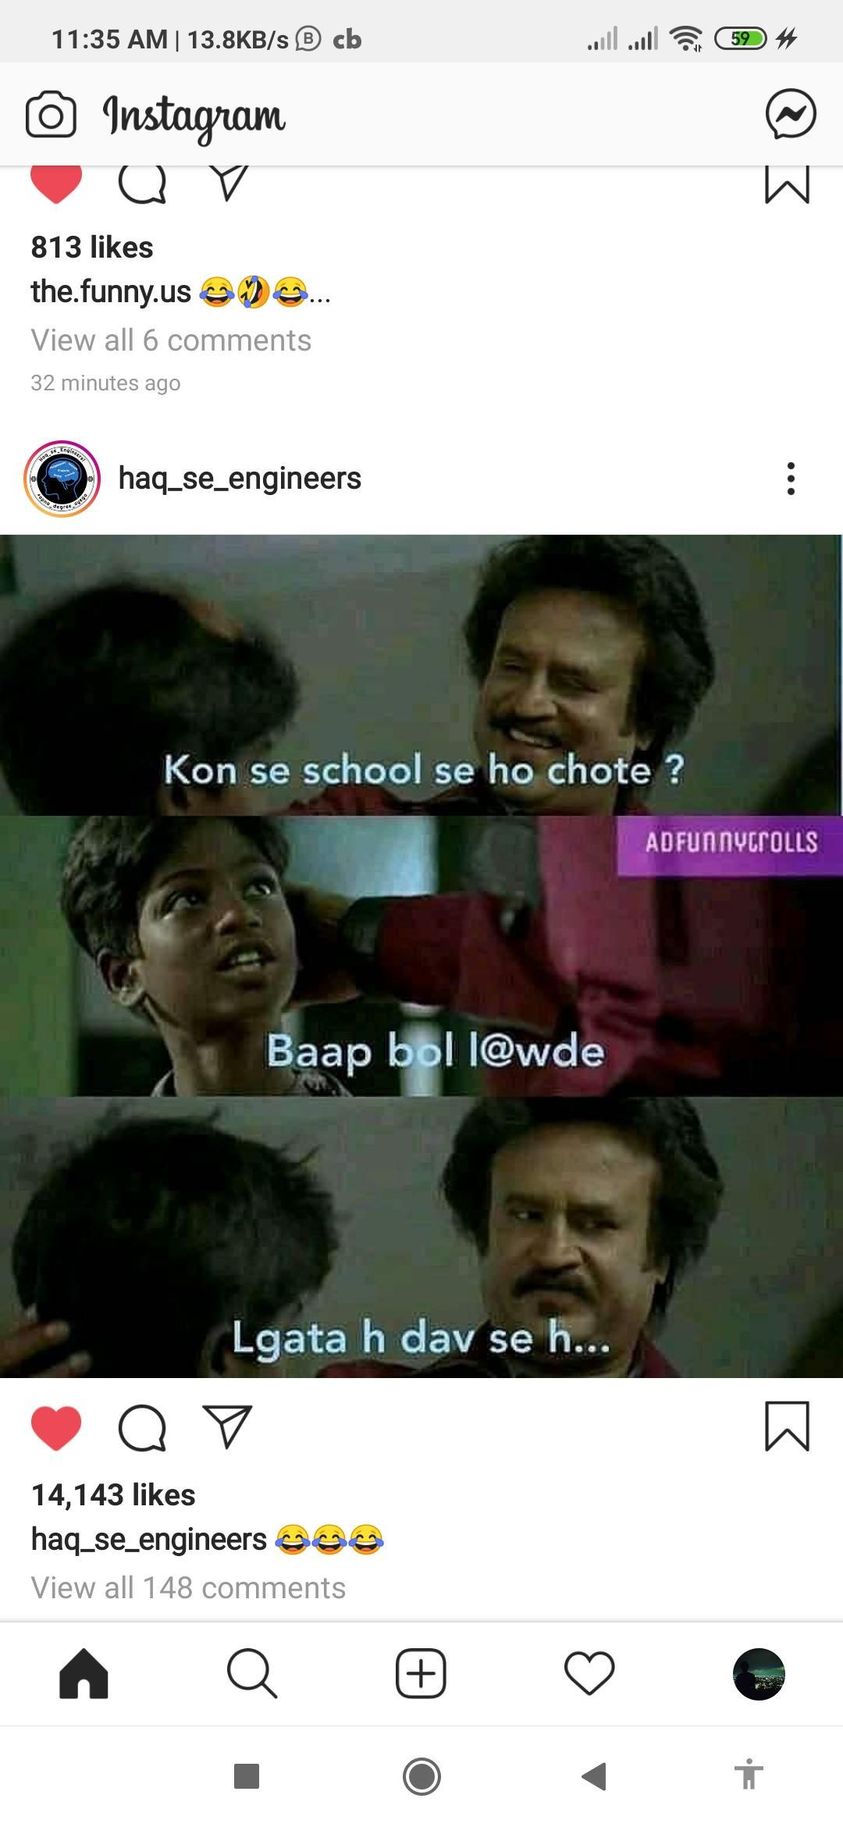 11:35 AM | 13.8KB/s B cb
59
Instagram
813 likes
the.funny.us 😂🤣😂...
View all 6 comments
32 minutes ago
haq_se_engineers
Kon se school se ho chote ?
ADFUnnyTrOLLS
Baap bol l@wde
Lgata h dav se h...
14,143 likes
haq_se_engineers 😂😂😂
View all 148 comments